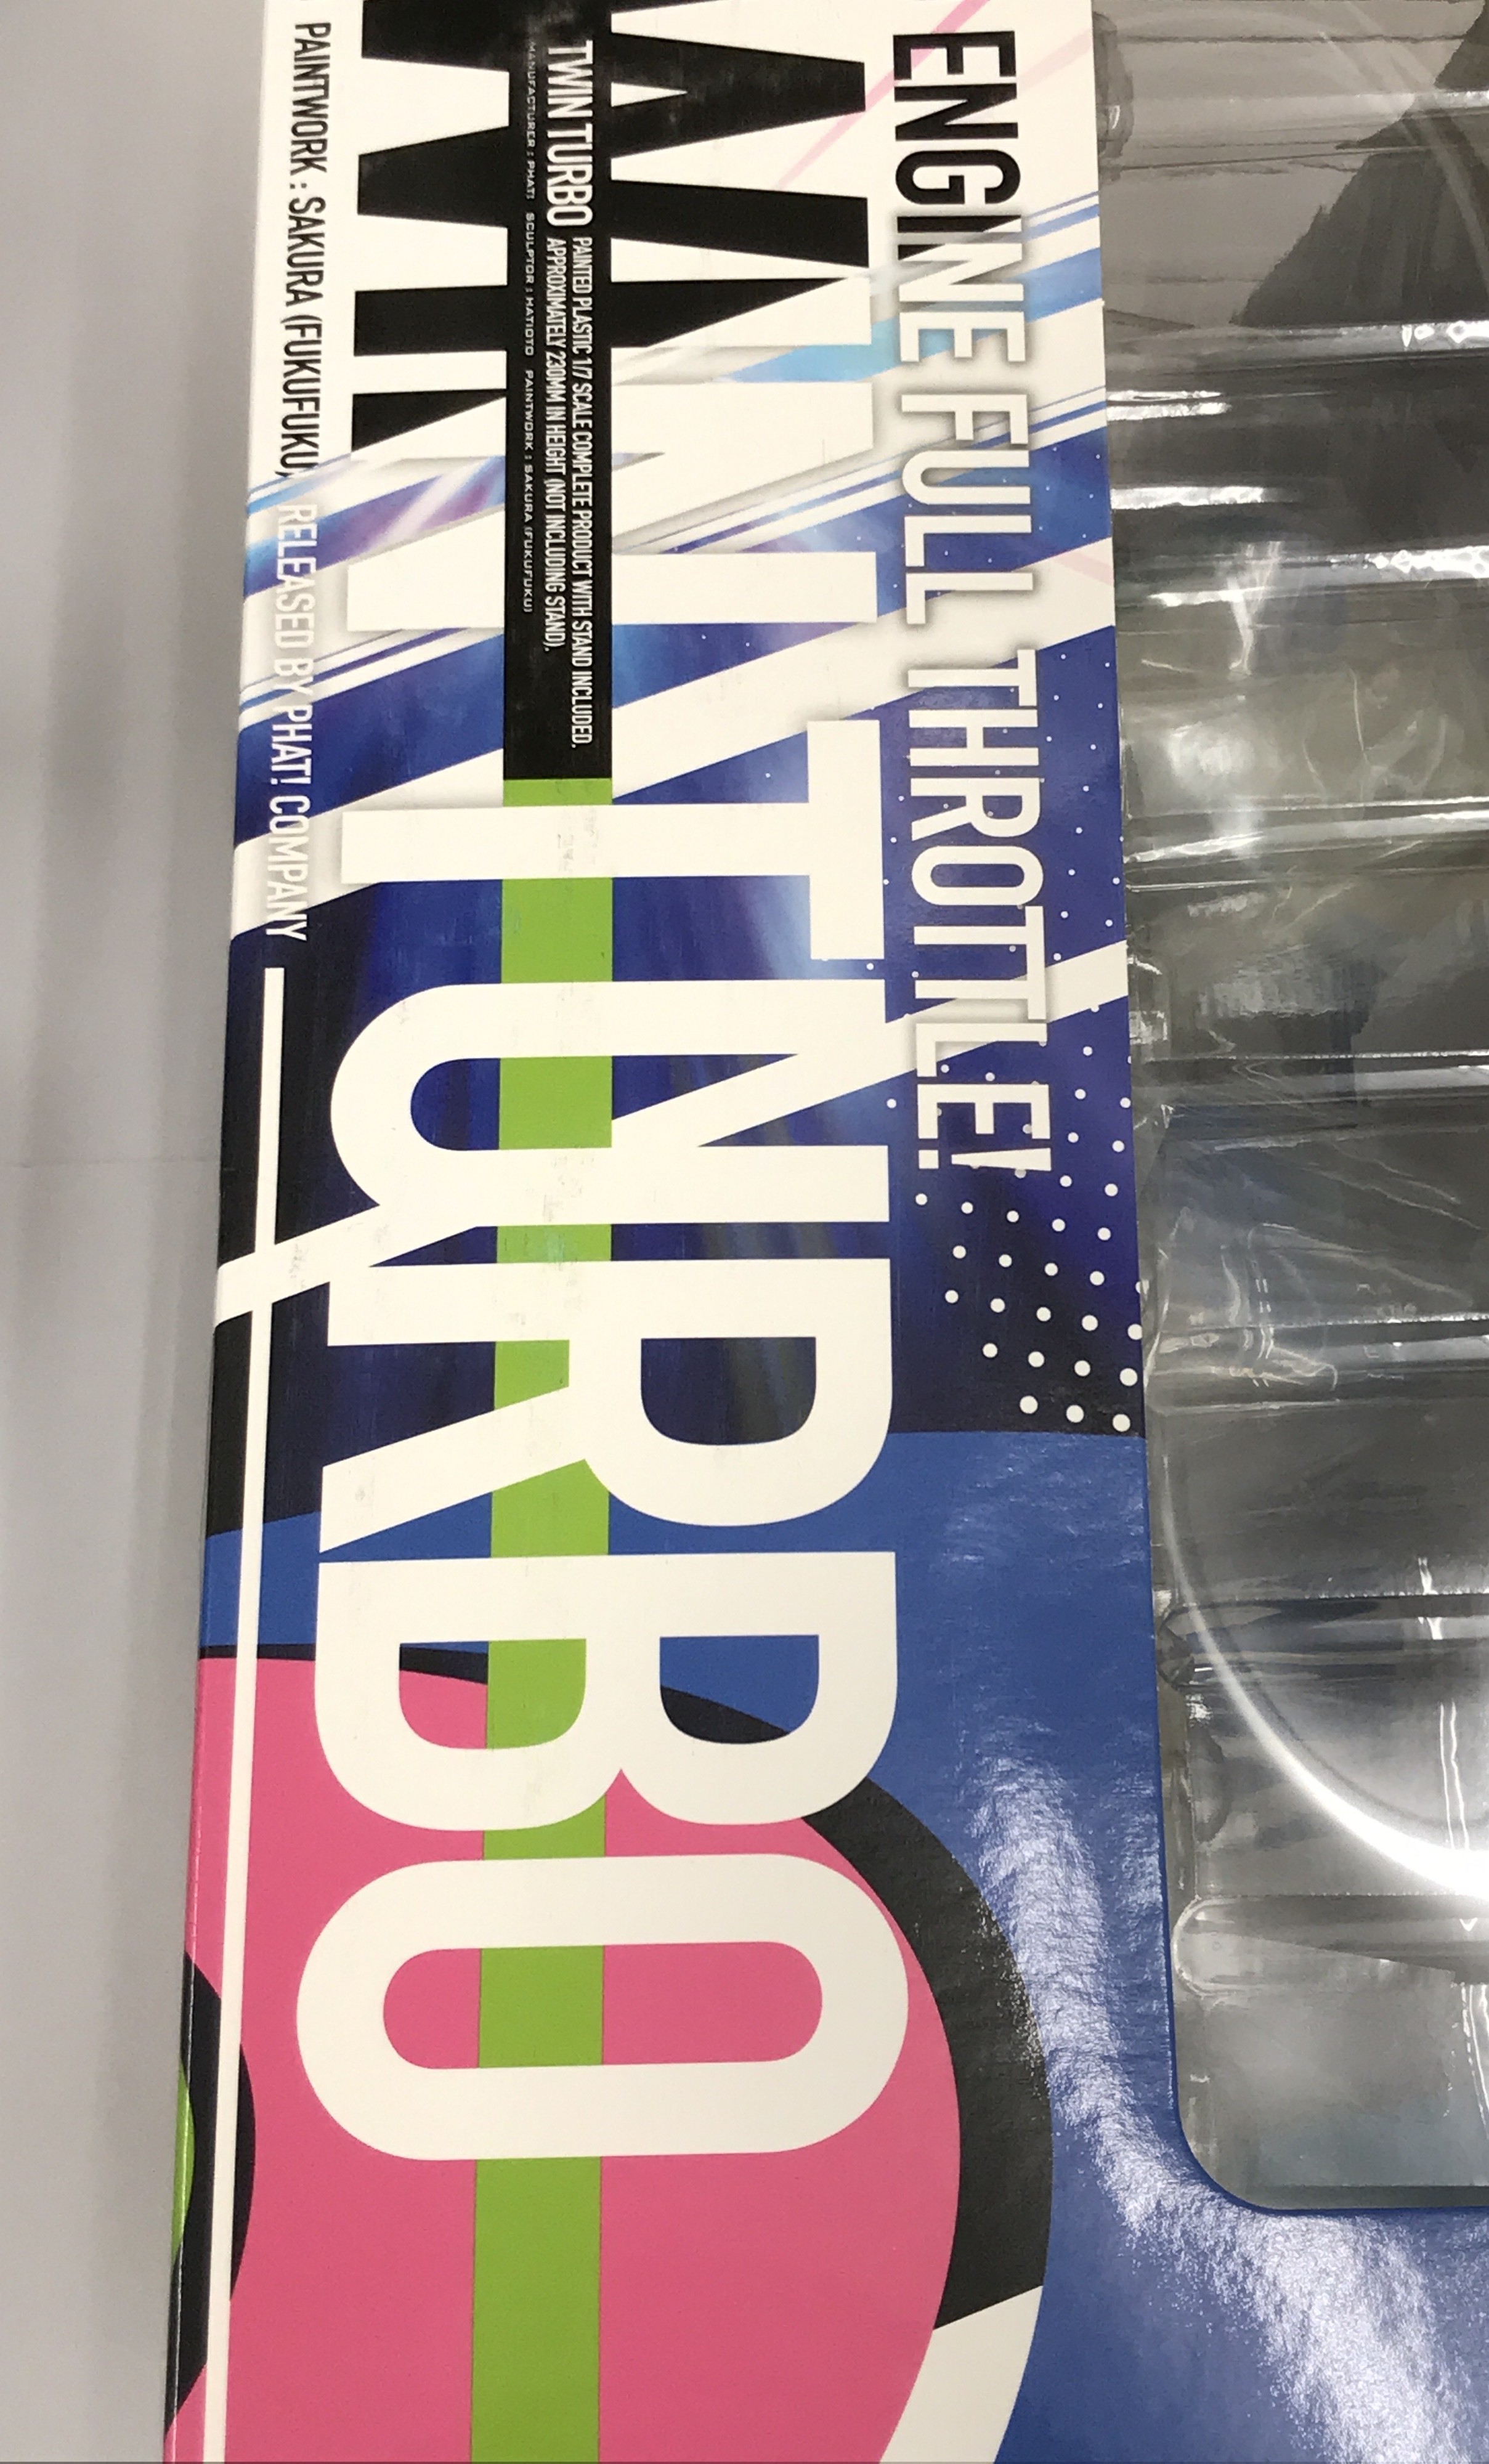 ENGINE FULL THROTTLE!
TWIN TURBO
TWIN TURBO
PAINTED PLASTIC 1/7 SCALE COMPLETE PRODUCT WITH STAND INCLUDED.
APPROXIMATELY 230MM IN HEIGHT (NOT INCLUDING STAND).
MANUFACTURER : PHAT! SCULPTOR : HATIOTO PAINTWORK : SAKURA (FUKUFUKU)
PAINTWORK : SAKURA (FUKUFUKU) RELEASED BY PHAT! COMPANY